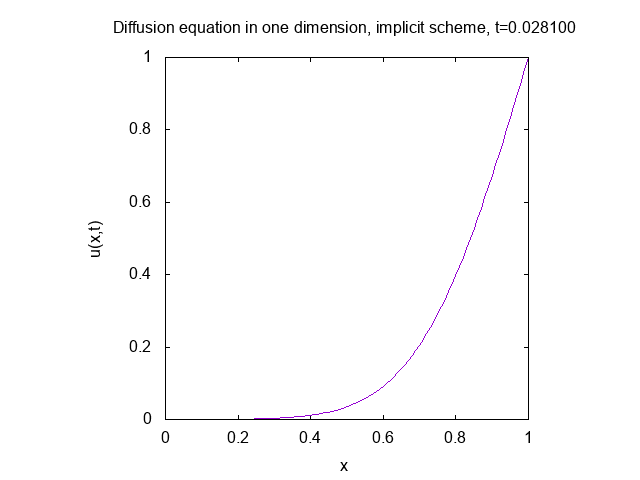 Diffusion equation in one dimension, implicit scheme, t=0.028100
1
0.8
0.6
0.4
0.2
0
u(x,t)
0 0.2 0.4 0.6 0.8 1
x